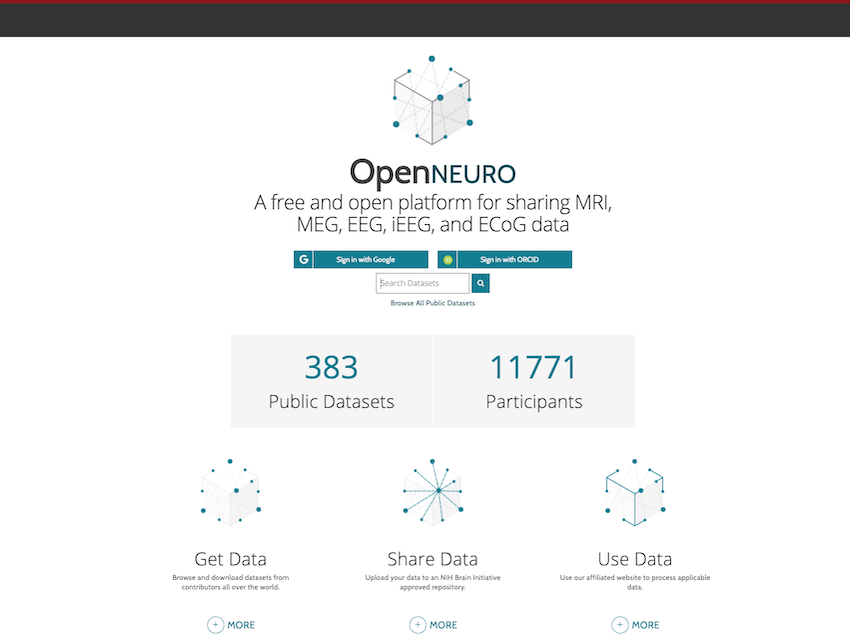 OpenNEURO
A free and open platform for sharing MRI,
MEG, EEG, iEEG, and ECoG data
G Sign in with Google
iD Sign in with ORCID
Search Datasets
Browse All Public Datasets
383
Public Datasets
11771
Participants
Get Data
Browse and download datasets from
contributors all over the world.
+ MORE
Share Data
Upload your data to an NIH Brain Initiative
approved repository.
+ MORE
Use Data
Use our affiliated website to process applicable
data.
+ MORE